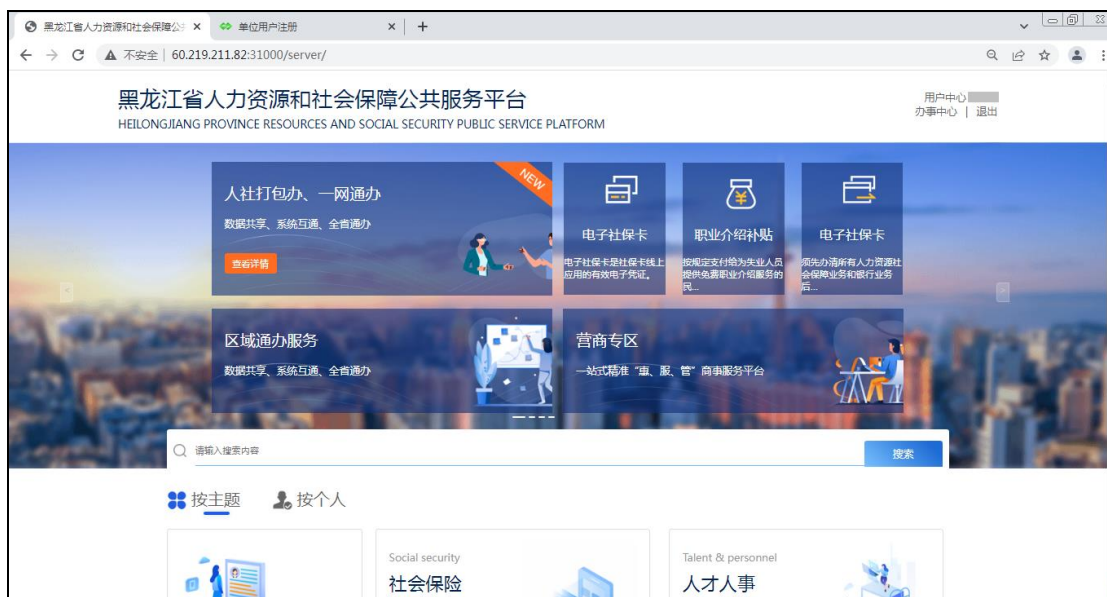 黑龙江省人力资源和社会保障公共
单位用户注册
不安全 | 60.219.211.82:31000/server/
黑龙江省人力资源和社会保障公共服务平台
HEILONGJIANG PROVINCE RESOURCES AND SOCIAL SECURITY PUBLIC SERVICE PLATFORM
用户中心
办事中心 | 退出
人社打包办、一网通办
数据共享、系统互通、全省通办
查看详情
NEW
电子社保卡
电子社保卡是社保卡线上
应用的有效电子凭证。
职业介绍补贴
按规定支付给为失业人员
提供免费职业介绍服务的
民...
电子社保卡
须先办清所有人力资源社
会保障业务和银行业务
后...
区域通办服务
数据共享、系统互通、全省通办
营商专区
一站式精准“审、服、管”商事服务平台
请输入搜索内容
搜索
按主题
按个人
Social security
社会保险
Talent & personnel
人才人事